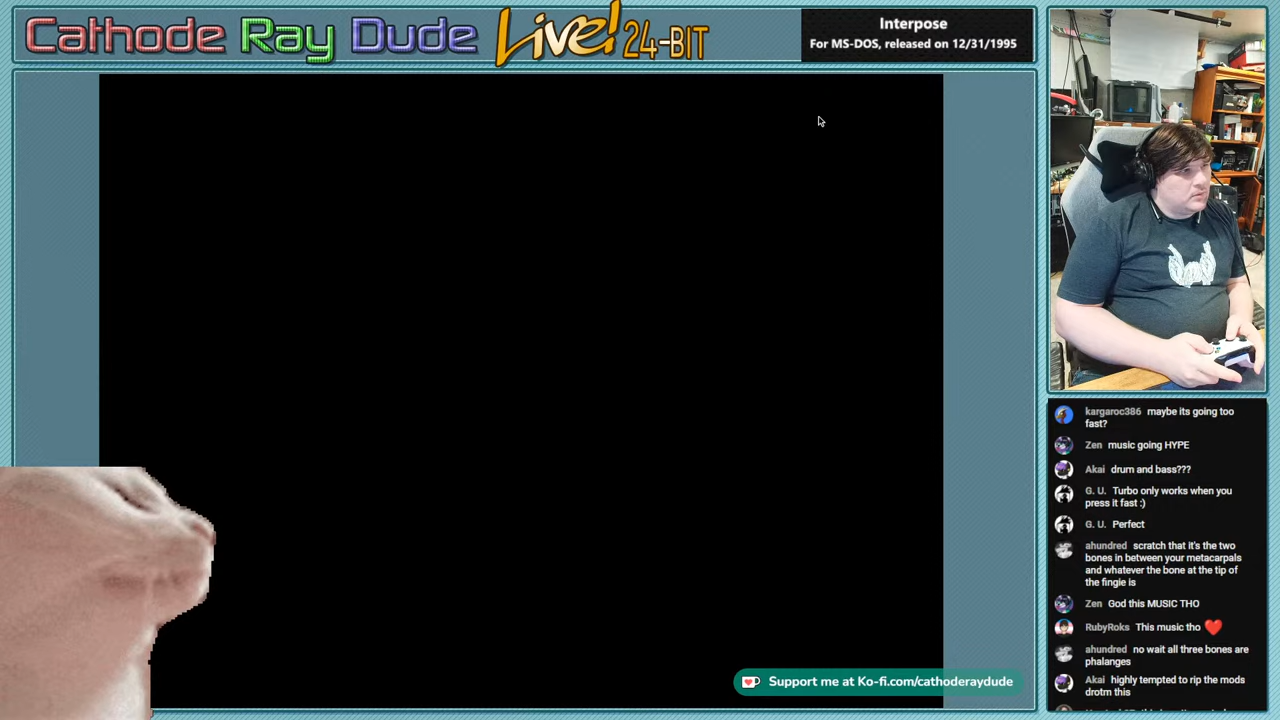 Cathode Ray Dude Live! 24-BIT
Interpose
For MS-DOS, released on 12/31/1995
kargaroc386 maybe its going too
fast?
Zen music going HYPE
Akai drum and bass???
G. U. Turbo only works when you
press it fast :)
G. U. Perfect
ahundred scratch that it's the two
bones in between your metacarpals
and whatever the bone at the tip of
the fingie is
Zen God this MUSIC THO
RubyRoks This music tho ❤️
ahundred no wait all three bones are
phalanges
Akai highly tempted to rip the mods
drotm this
Support me at Ko-fi.com/cathoderaydude